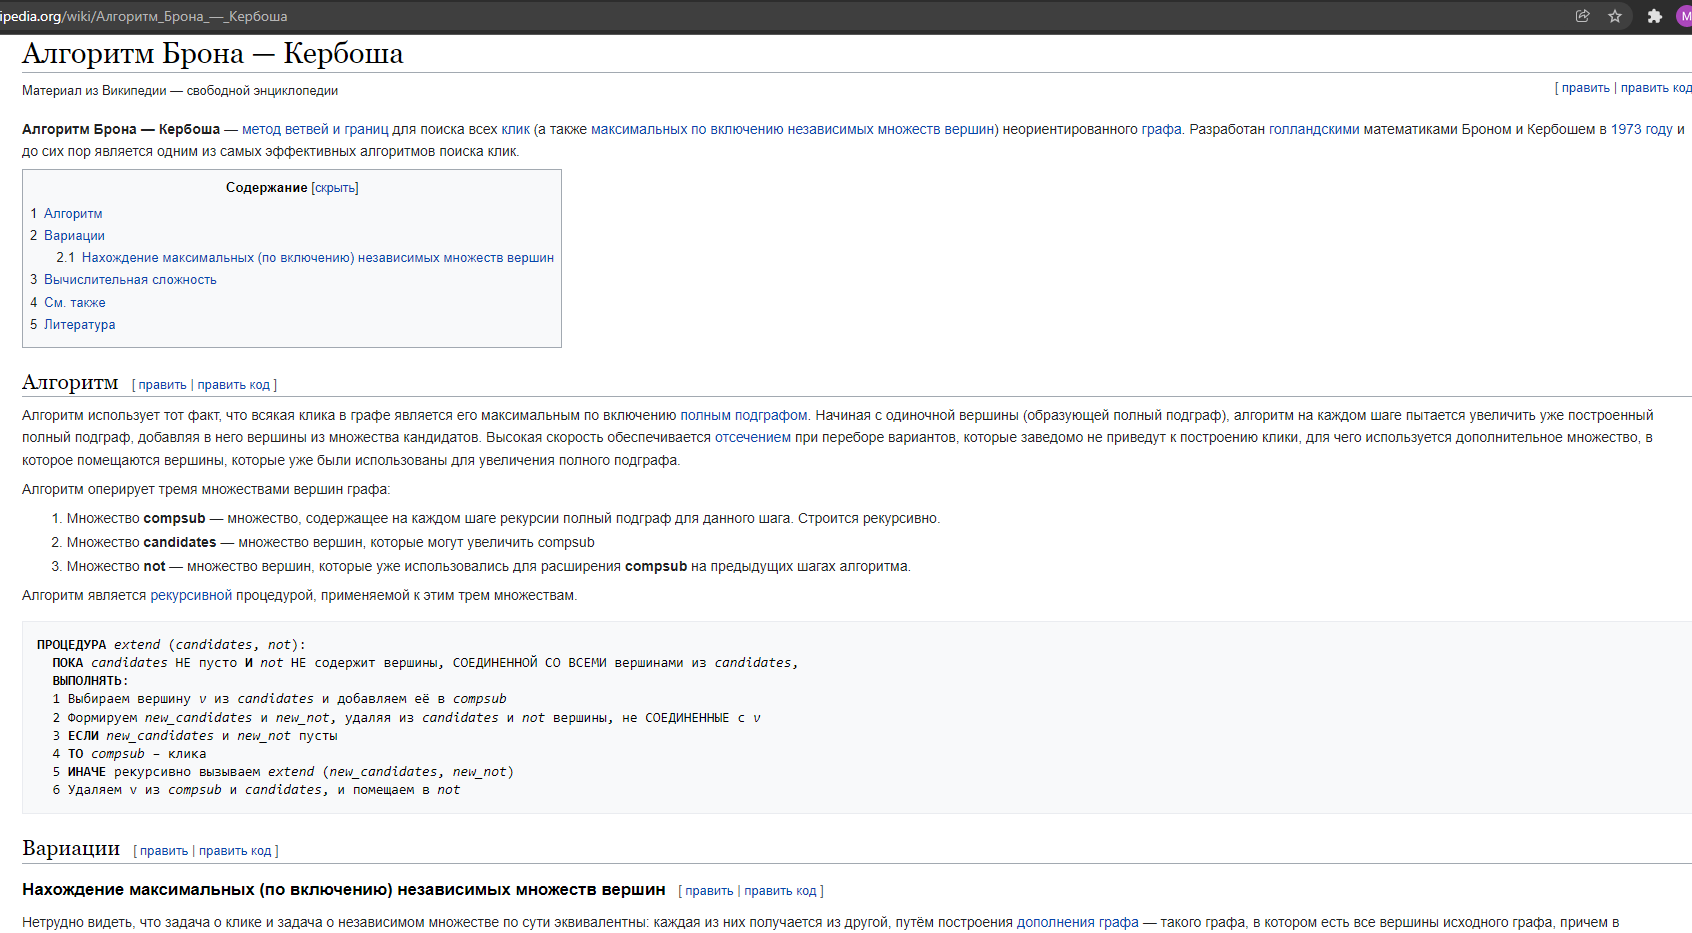 ipedia.org/wiki/Алгоритм_Брона_—_Кербоша
М
Алгоритм Брона — Кербоша
Материал из Википедии — свободной энциклопедии
[ править | править код
Алгоритм Брона — Кербоша — метод ветвей и границ для поиска всех клик (а также максимальных по включению независимых множеств вершин) неориентированного графа. Разработан голландскими математиками Броном и Кербошем в 1973 году и
до сих пор является одним из самых эффективных алгоритмов поиска клик.
Содержание [скрыть]
1 Алгоритм
2 Вариации
2.1 Нахождение максимальных (по включению) независимых множеств вершин
3 Вычислительная сложность
4 См. также
5 Литература
Алгоритм [ править | править код ]
Алгоритм использует тот факт, что всякая клика в графе является его максимальным по включению полным подграфом. Начиная с одиночной вершины (образующей полный подграф), алгоритм на каждом шаге пытается увеличить уже построенный
полный подграф, добавляя в него вершины из множества кандидатов. Высокая скорость обеспечивается отсечением при переборе вариантов, которые заведомо не приведут к построению клики, для чего используется дополнительное множество, в
которое помещаются вершины, которые уже были использованы для увеличения полного подграфа.
Алгоритм оперирует тремя множествами вершин графа:
1. Множество compsub — множество, содержащее на каждом шаге рекурсии полный подграф для данного шага. Строится рекурсивно.
2. Множество candidates — множество вершин, которые могут увеличить compsub
3. Множество not — множество вершин, которые уже использовались для расширения compsub на предыдущих шагах алгоритма.
Алгоритм является рекурсивной процедурой, применяемой к этим трем множествам.
ПРОЦЕДУРА extend (candidates, not):
ПОКА candidates НЕ пусто И not НЕ содержит вершины, СОЕДИНЕННОЙ СО ВСЕМИ вершинами из candidates,
ВЫПОЛНЯТЬ:
1 Выбираем вершину v из candidates и добавляем её в compsub
2 Формируем new_candidates и new_not, удаляя из candidates и not вершины, не СОЕДИНЕННЫЕ с v
3 ЕСЛИ new_candidates и new_not пусты
4 ТО compsub – клика
5 ИНАЧЕ рекурсивно вызываем extend (new_candidates, new_not)
6 Удаляем v из compsub и candidates, и помещаем в not
Вариации [ править | править код ]
Нахождение максимальных (по включению) независимых множеств вершин [ править | править код ]
Нетрудно видеть, что задача о клике и задача о независимом множестве по сути эквивалентны: каждая из них получается из другой, путём построения дополнения графа — такого графа, в котором есть все вершины исходного графа, причем в